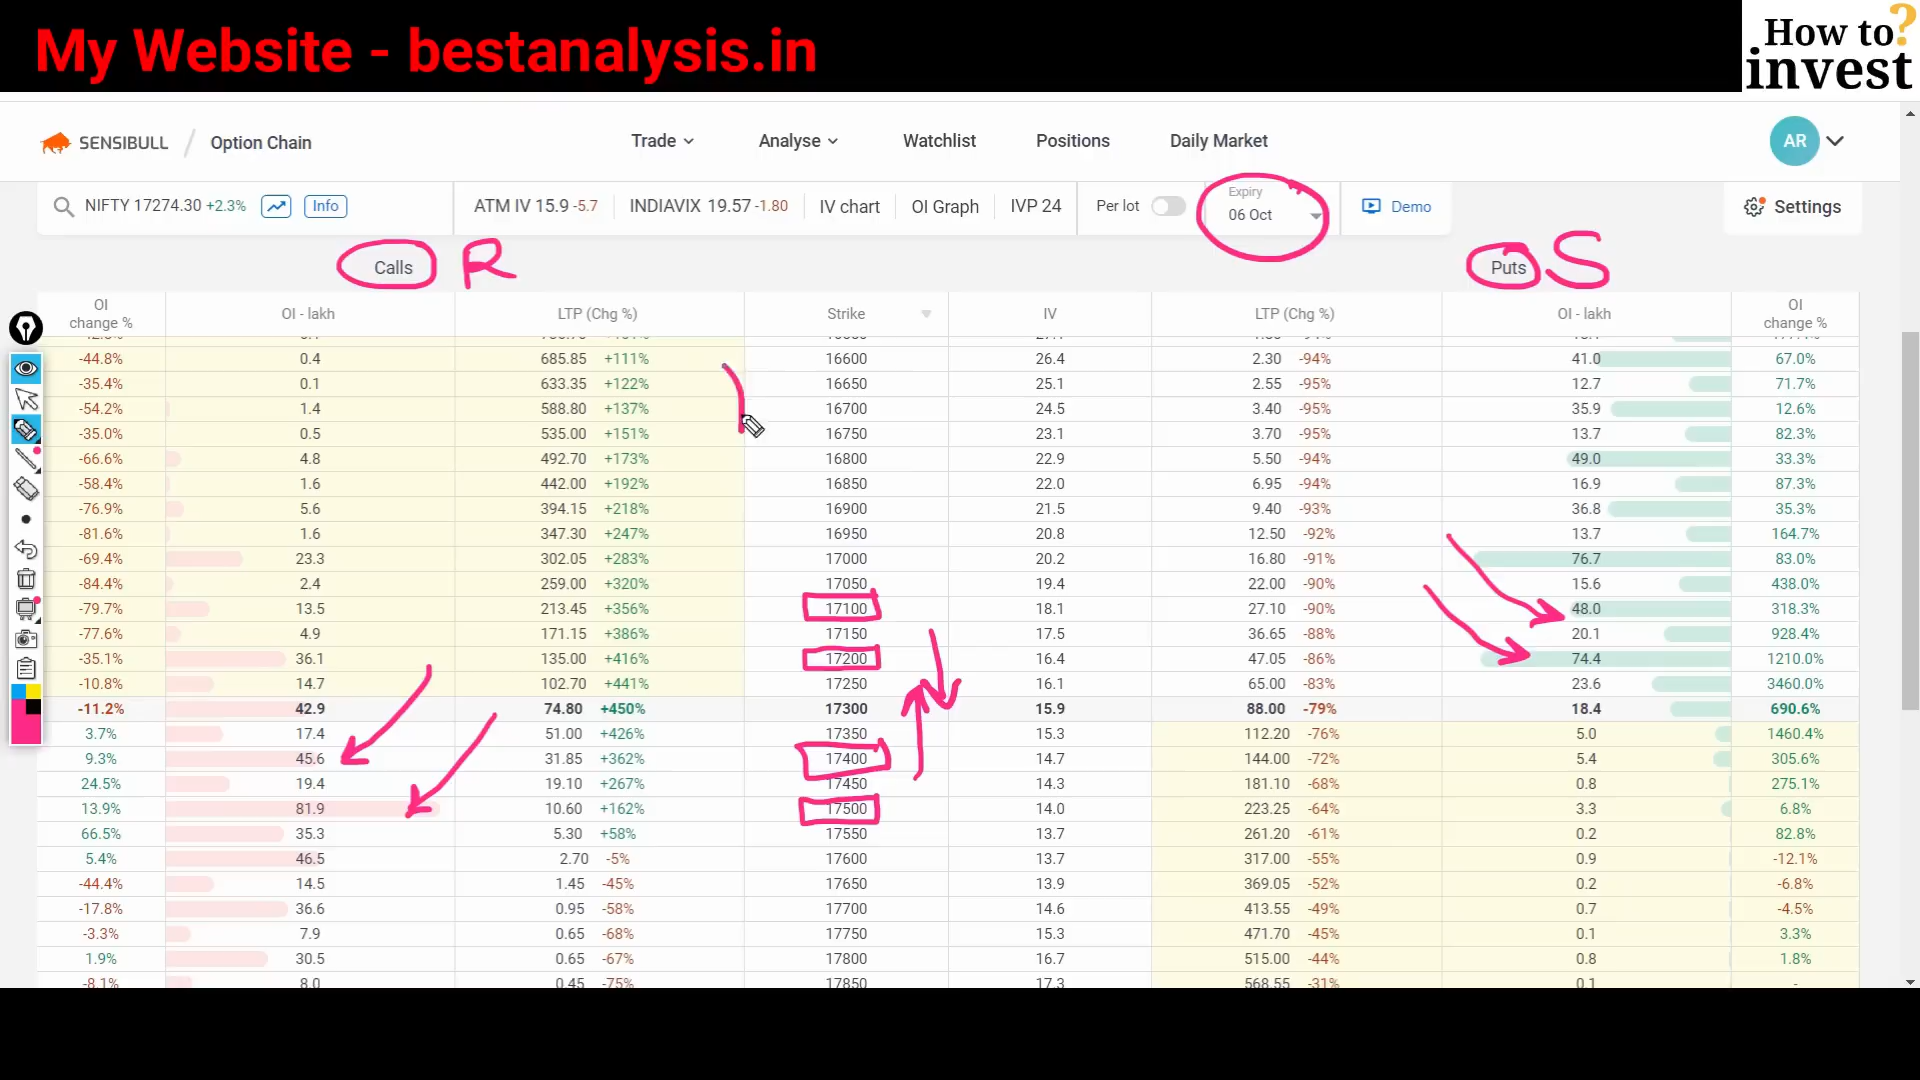 My Website - bestanalysis.in
How to?
invest
SENSIBULL / Option Chain Trade Analyse Watchlist Positions Daily Market AR
NIFTY 17274.30 +2.3% Info ATM IV 15.9 -5.7 INDIAVIX 19.57 -1.80 IV chart OI Graph IVP 24 Per lot Expiry 06 Oct Demo Settings
Calls R Puts S
OI change % OI - lakh LTP (Chg %) Strike IV LTP (Chg %) OI - lakh OI change %
-44.8% 0.4 685.85 +111% 16600 26.4 2.30 -94% 41.0 67.0%
-35.4% 0.1 633.35 +122% 16650 25.1 2.55 -95% 12.7 71.7%
-54.2% 1.4 588.80 +137% 16700 24.5 3.40 -95% 35.9 12.6%
-35.0% 0.5 535.00 +151% 16750 23.1 3.70 -95% 13.7 82.3%
-66.6% 4.8 492.70 +173% 16800 22.9 5.50 -94% 49.0 33.3%
-58.4% 1.6 442.00 +192% 16850 22.0 6.95 -94% 16.9 87.3%
-76.9% 5.6 394.15 +218% 16900 21.5 9.40 -93% 36.8 35.3%
-81.6% 1.6 347.30 +247% 16950 20.8 12.50 -92% 13.7 164.7%
-69.4% 23.3 302.05 +283% 17000 20.2 16.80 -91% 76.7 83.0%
-84.4% 2.4 259.00 +320% 17050 19.4 22.00 -90% 15.6 438.0%
-79.7% 13.5 213.45 +356% 17100 18.1 27.10 -90% 48.0 318.3%
-77.6% 4.9 171.15 +386% 17150 17.5 36.65 -88% 20.1 928.4%
-35.1% 36.1 135.00 +416% 17200 16.4 47.05 -86% 74.4 1210.0%
-10.8% 14.7 102.70 +441% 17250 16.1 65.00 -83% 23.6 3460.0%
-11.2% 42.9 74.80 +450% 17300 15.9 88.00 -79% 18.4 690.6%
3.7% 17.4 51.00 +426% 17350 15.3 112.20 -76% 5.0 1460.4%
9.3% 45.6 31.85 +362% 17400 14.7 144.00 -72% 5.4 305.6%
24.5% 19.4 19.10 +267% 17450 14.3 181.10 -68% 0.8 275.1%
13.9% 81.9 10.60 +162% 17500 14.0 223.25 -64% 3.3 6.8%
66.5% 35.3 5.30 +58% 17550 13.7 261.20 -61% 0.2 82.8%
5.4% 46.5 2.70 -5% 17600 13.7 317.00 -55% 0.9 -12.1%
-44.4% 14.5 1.45 -45% 17650 13.9 369.05 -52% 0.2 -6.8%
-17.8% 36.6 0.95 -58% 17700 14.6 413.55 -49% 0.7 -4.5%
-3.3% 7.9 0.65 -68% 17750 15.3 471.70 -45% 0.1 3.3%
1.9% 30.5 0.65 -67% 17800 16.7 515.00 -44% 0.8 1.8%
-8.1% 8.0 0.45 -75% 17850 17.3 568.55 -31% 0.1 -